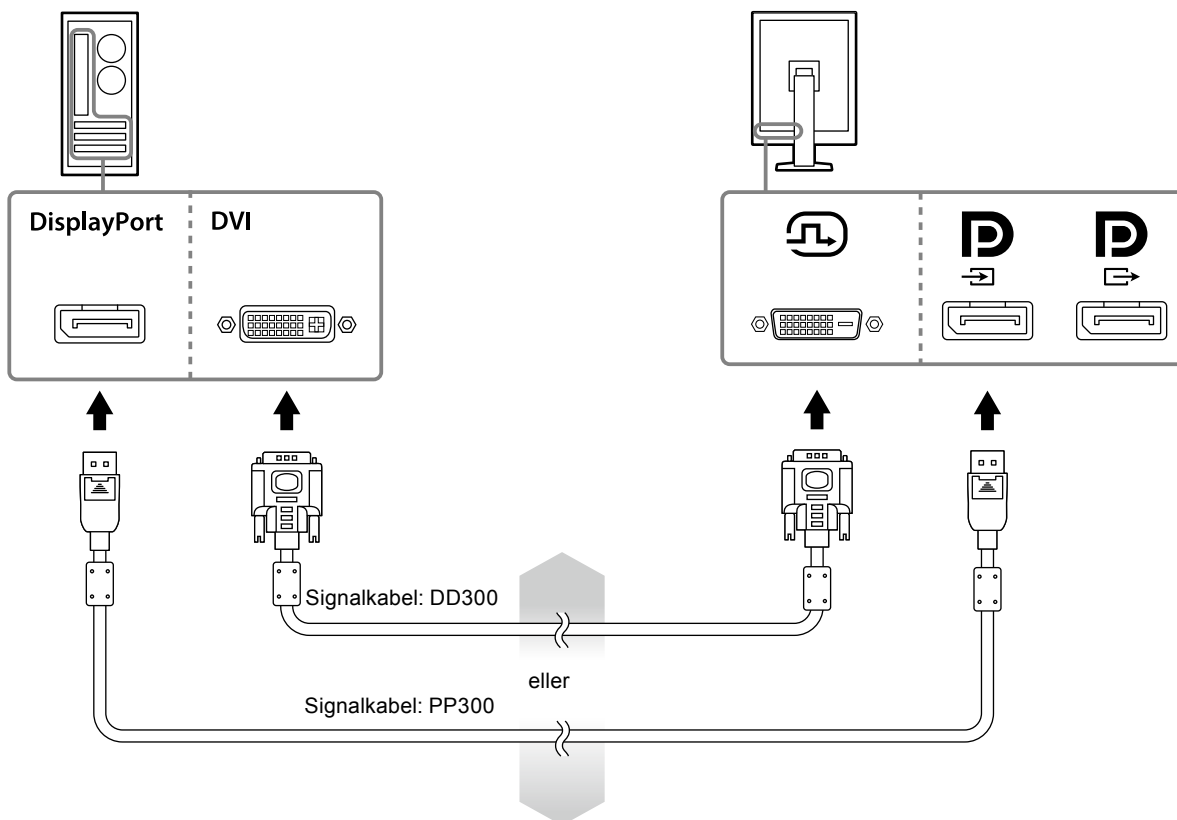 DisplayPort
DVI
Signalkabel: DD300
eller
Signalkabel: PP300